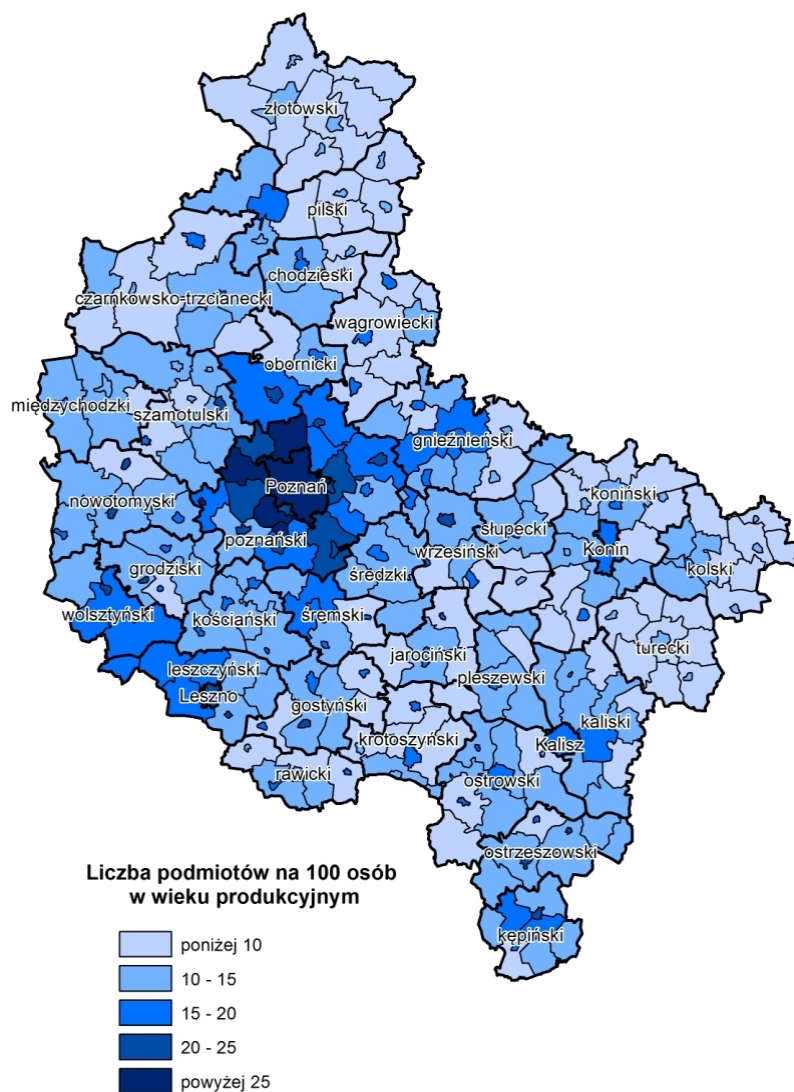 złotowski
pilski
chodzieski
czarnkowsko-trzcianecki
wągrowiecki
obornicki
międzychodzki
szamotulski
gnieźnieński
Poznań
nowotomyski
koniński
słupecki
poznański
wrzesiński
Konin
kolski
grodziski
średzki
wolsztyński
kościański
śremski
turecki
jarociński
leszczyński
pleszewski
Leszno
gostyński
kaliski
krotoszyński
Kalisz
rawicki
ostrowski
ostrzeszowski
kępiński
Liczba podmiotów na 100 osób
w wieku produkcyjnym
poniżej 10
10 - 15
15 - 20
20 - 25
powyżej 25